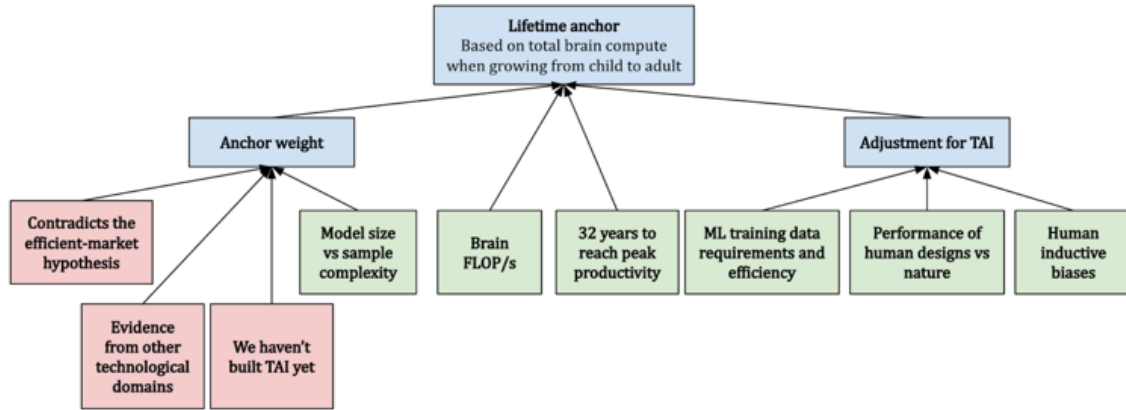 Lifetime anchor
Based on total brain compute
when growing from child to adult
Anchor weight
Adjustment for TAI
Contradicts the
efficient-market
hypothesis
Model size
vs sample
complexity
Brain
FLOP/s
32 years to
reach peak
productivity
ML training data
requirements and
efficiency
Performance of
human designs vs
nature
Human
inductive
biases
Evidence
from other
technological
domains
We haven't
built TAI yet